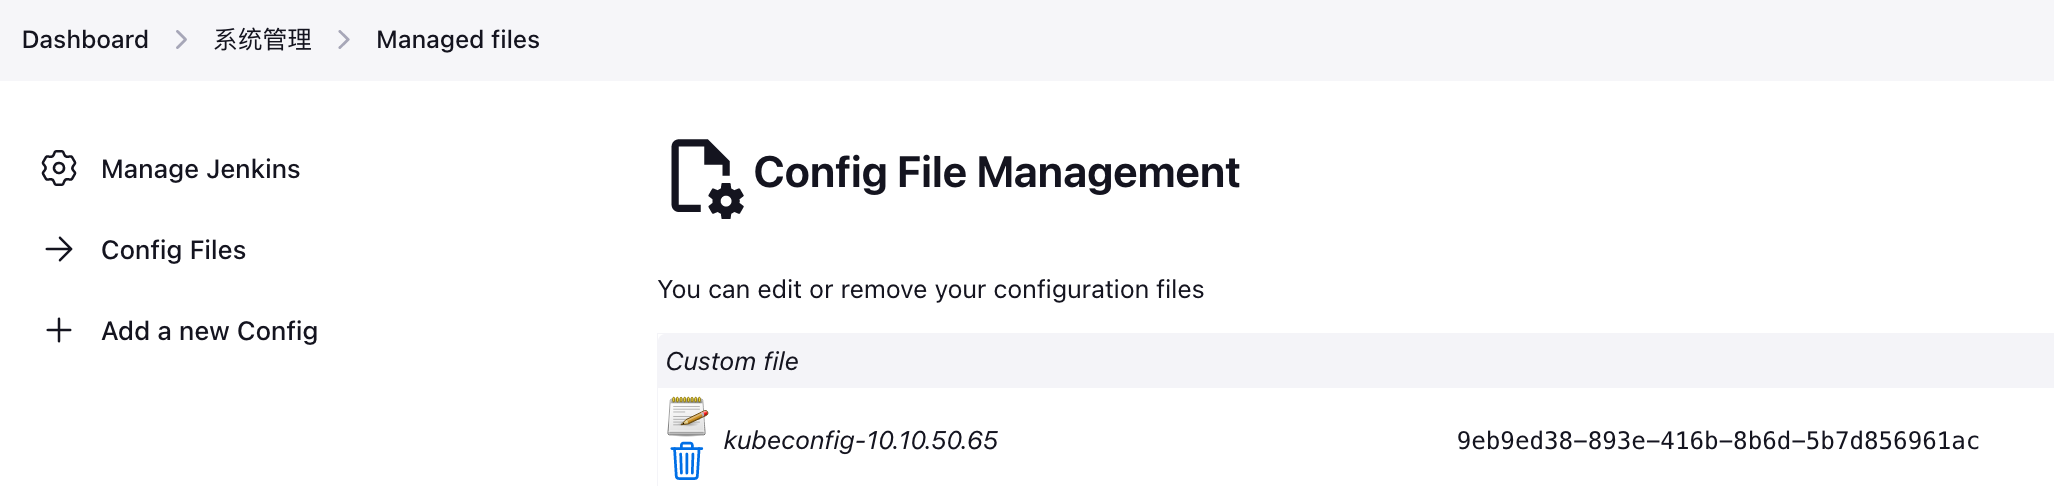 Dashboard > 系统管理 > Managed files
Manage Jenkins
Config Files
Add a new Config
Config File Management
You can edit or remove your configuration files
Custom file
kubeconfig-10.10.50.65 9eb9ed38-893e-416b-8b6d-5b7d856961ac